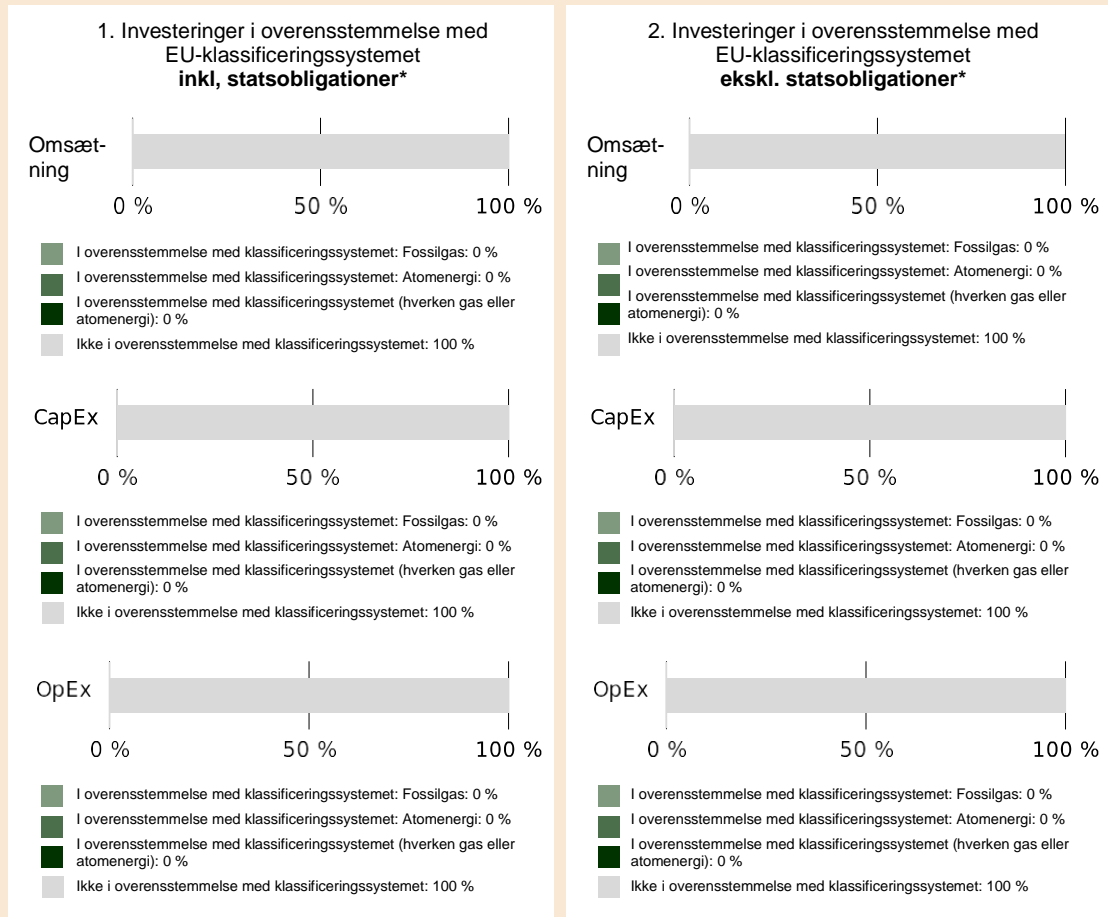 1. Investeringer i overensstemmelse med
EU-klassificeringssystemet
inkl, statsobligationer*
Omsæt-
ning
0 % 50 % 100 %
I overensstemmelse med klassificeringssystemet: Fossilgas: 0 %
I overensstemmelse med klassificeringssystemet: Atomenergi: 0 %
I overensstemmelse med klassificeringssystemet (hverken gas eller
atomenergi): 0 %
Ikke i overensstemmelse med klassificeringssystemet: 100 %
CapEx
0 % 50 % 100 %
I overensstemmelse med klassificeringssystemet: Fossilgas: 0 %
I overensstemmelse med klassificeringssystemet: Atomenergi: 0 %
I overensstemmelse med klassificeringssystemet (hverken gas eller
atomenergi): 0 %
Ikke i overensstemmelse med klassificeringssystemet: 100 %
OpEx
0 % 50 % 100 %
I overensstemmelse med klassificeringssystemet: Fossilgas: 0 %
I overensstemmelse med klassificeringssystemet: Atomenergi: 0 %
I overensstemmelse med klassificeringssystemet (hverken gas eller
atomenergi): 0 %
Ikke i overensstemmelse med klassificeringssystemet: 100 %
2. Investeringer i overensstemmelse med
EU-klassificeringssystemet
ekskl. statsobligationer*
Omsæt-
ning
0 % 50 % 100 %
I overensstemmelse med klassificeringssystemet: Fossilgas: 0 %
I overensstemmelse med klassificeringssystemet: Atomenergi: 0 %
I overensstemmelse med klassificeringssystemet (hverken gas eller
atomenergi): 0 %
Ikke i overensstemmelse med klassificeringssystemet: 100 %
CapEx
0 % 50 % 100 %
I overensstemmelse med klassificeringssystemet: Fossilgas: 0 %
I overensstemmelse med klassificeringssystemet: Atomenergi: 0 %
I overensstemmelse med klassificeringssystemet (hverken gas eller
atomenergi): 0 %
Ikke i overensstemmelse med klassificeringssystemet: 100 %
OpEx
0 % 50 % 100 %
I overensstemmelse med klassificeringssystemet: Fossilgas: 0 %
I overensstemmelse med klassificeringssystemet: Atomenergi: 0 %
I overensstemmelse med klassificeringssystemet (hverken gas eller
atomenergi): 0 %
Ikke i overensstemmelse med klassificeringssystemet: 100 %